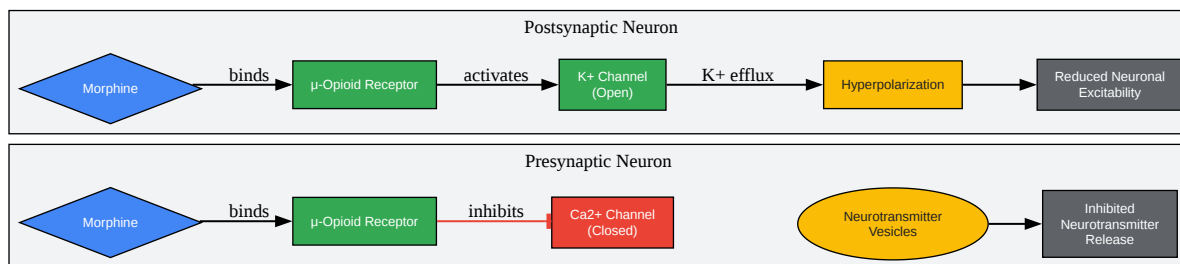 Postsynaptic Neuron
Morphine
binds
μ-Opioid Receptor
activates
K+ Channel
(Open)
K+ efflux
Hyperpolarization
Reduced Neuronal
Excitability
Presynaptic Neuron
Morphine
binds
μ-Opioid Receptor
inhibits
Ca2+ Channel
(Closed)
Neurotransmitter
Vesicles
Inhibited
Neurotransmitter
Release